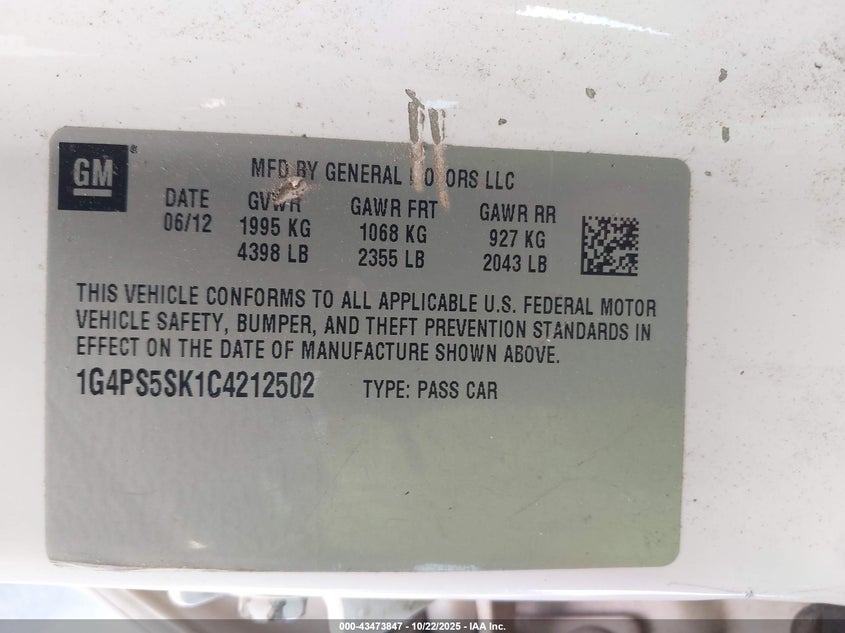 GM
MFD BY GENERAL MOTORS LLC
DATE GVWR GAWR FRT GAWR RR
06/12 1995 KG 1068 KG 927 KG
4398 LB 2355 LB 2043 LB
THIS VEHICLE CONFORMS TO ALL APPLICABLE U.S. FEDERAL MOTOR
VEHICLE SAFETY, BUMPER, AND THEFT PREVENTION STANDARDS IN
EFFECT ON THE DATE OF MANUFACTURE SHOWN ABOVE.
1G4PS5SK1C4212502 TYPE: PASS CAR
000-43473847 - 10/22/2025 - IAA Inc.